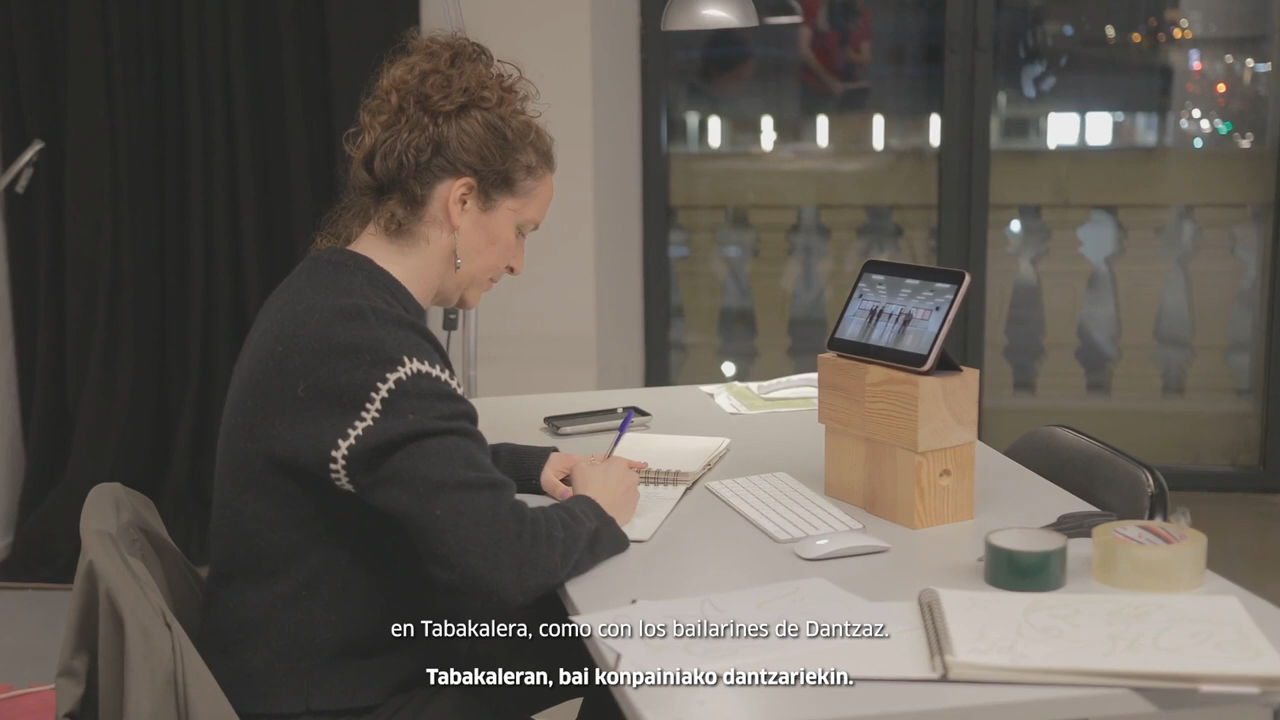 en Tabakalera, como con los bailarines de Dantzaz.
Tabakaleran, bai konpainiako dantzariekin.